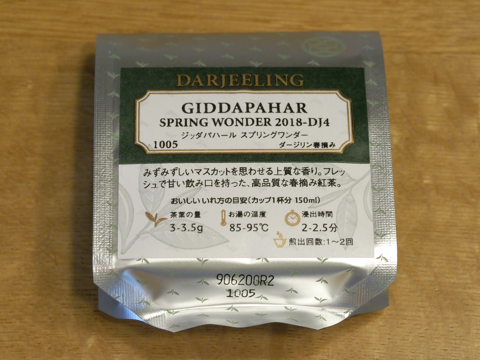 DARJEELING
GIDDAPAHAR
SPRING WONDER 2018-DJ4
ジッダパハール スプリングワンダー
1005 ダージリン春摘み
みずみずしいマスカットを思わせる上質な香り。フレッ
シュで甘い飲み口を持った、高品質な春摘み紅茶。
おいしいいれ方の目安(カップ1杯分 150ml)
茶葉の量 お湯の温度 浸出時間
3-3.5g 85-95℃ 2-2.5分
煎出回数:1~2回
90620GR2
1005